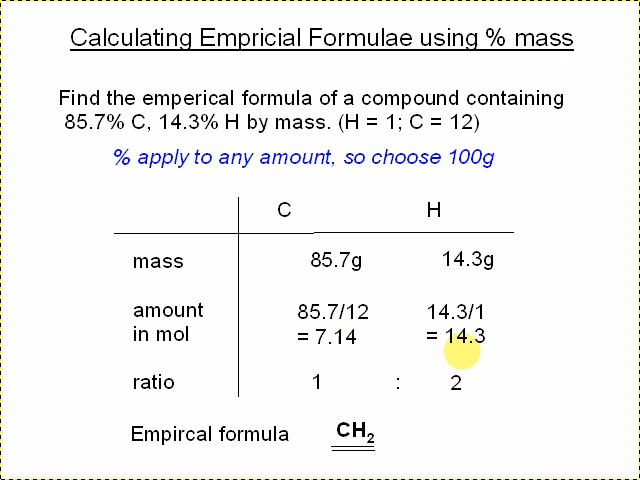 Calculating Empricial Formulae using % mass
Find the emperical formula of a compound containing
85.7% C, 14.3% H by mass. (H = 1; C = 12)
% apply to any amount, so choose 100g
C H
mass 85.7g 14.3g
amount 85.7/12 14.3/1
in mol = 7.14 = 14.3
ratio 1 : 2
Empircal formula CH₂